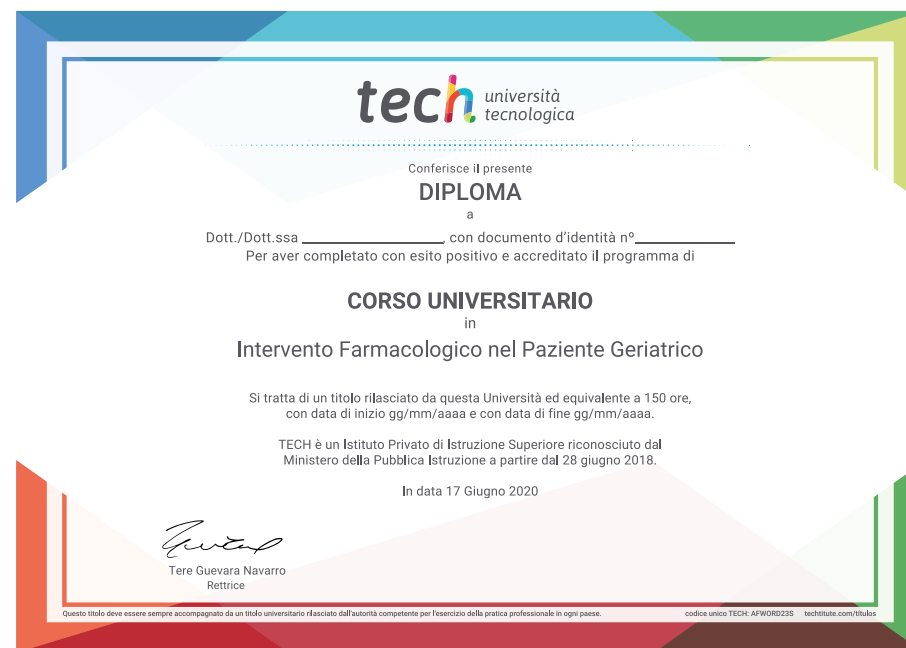 tech università
tecnologica
Conferisce il presente
DIPLOMA
a
Dott./Dott.ssa ____________________, con documento d'identità nº______________
Per aver completato con esito positivo e accreditato il programma di
CORSO UNIVERSITARIO
in
Intervento Farmacologico nel Paziente Geriatrico
Si tratta di un titolo rilasciato da questa Università ed equivalente a 150 ore,
con data di inizio gg/mm/aaaa e con data di fine gg/mm/aaaa.
TECH è un Istituto Privato di Istruzione Superiore riconosciuto dal
Ministero della Pubblica Istruzione a partire dal 28 giugno 2018.
In data 17 Giugno 2020
Tere Guevara Navarro
Rettrice
Questo titolo deve essere sempre accompagnato da un titolo universitario rilasciato dall'autorità competente per l'esercizio della pratica professionale in ogni paese. codice unico TECH: AFWORD23S techtitute.com/titulos